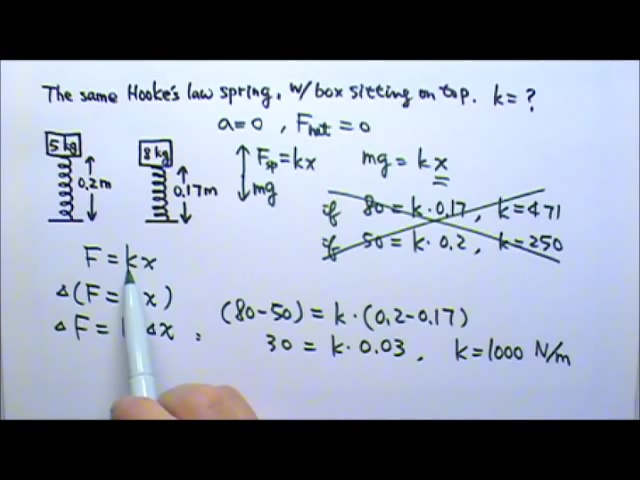 The same Hooke's law spring, w/ box sitting on top. k = ?
a = 0 , Fnet = 0
5 kg
0.2 m
8 kg
0.17 m
Fsp = kx
mg
mg = kx
if 80 = k · 0.17 , k = 471
if 50 = k · 0.2 , k = 250
F = kx
Δ(F = x)
ΔF = Δx ,
(80-50) = k · (0.2-0.17)
30 = k · 0.03 , k = 1000 N/m